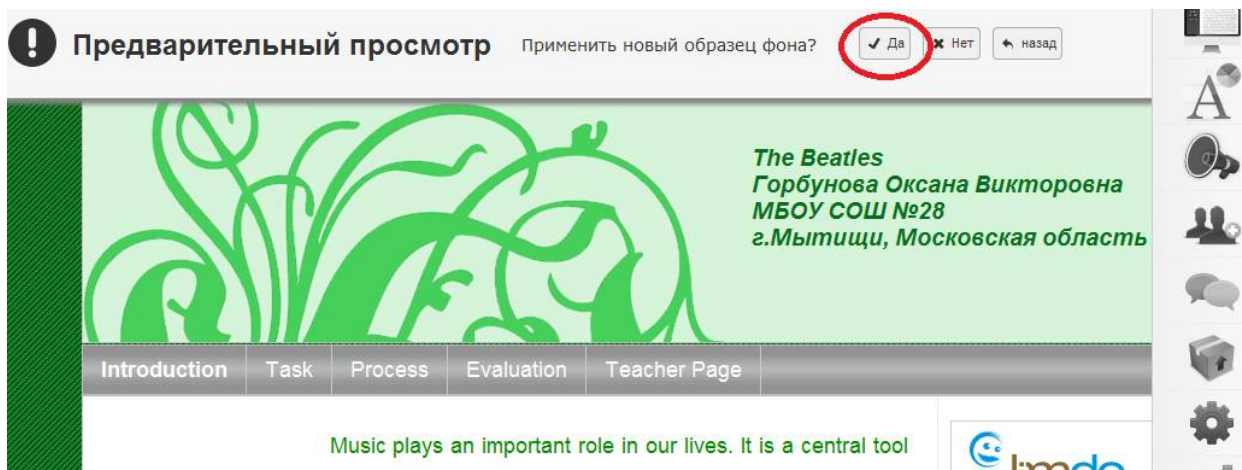 Предварительный просмотр Применить новый образец фона? Да Нет назад
The Beatles
Горбунова Оксана Викторовна
МБОУ СОШ №28
г.Мытищи, Московская область
Introduction Task Process Evaluation Teacher Page
Music plays an important role in our lives. It is a central tool